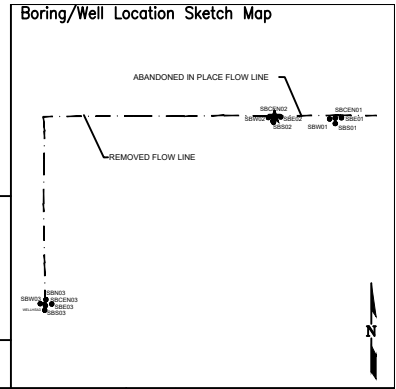 Boring/Well Location Sketch Map
ABANDONED IN PLACE FLOW LINE
SBCEN02
SBW02
SBE02
SBS02
SBCEN01
SBE01
SBW01
SBS01
REMOVED FLOW LINE
SBN03
SBW03
SBCEN03
SBE03
WELLHEAD
SBS03
N